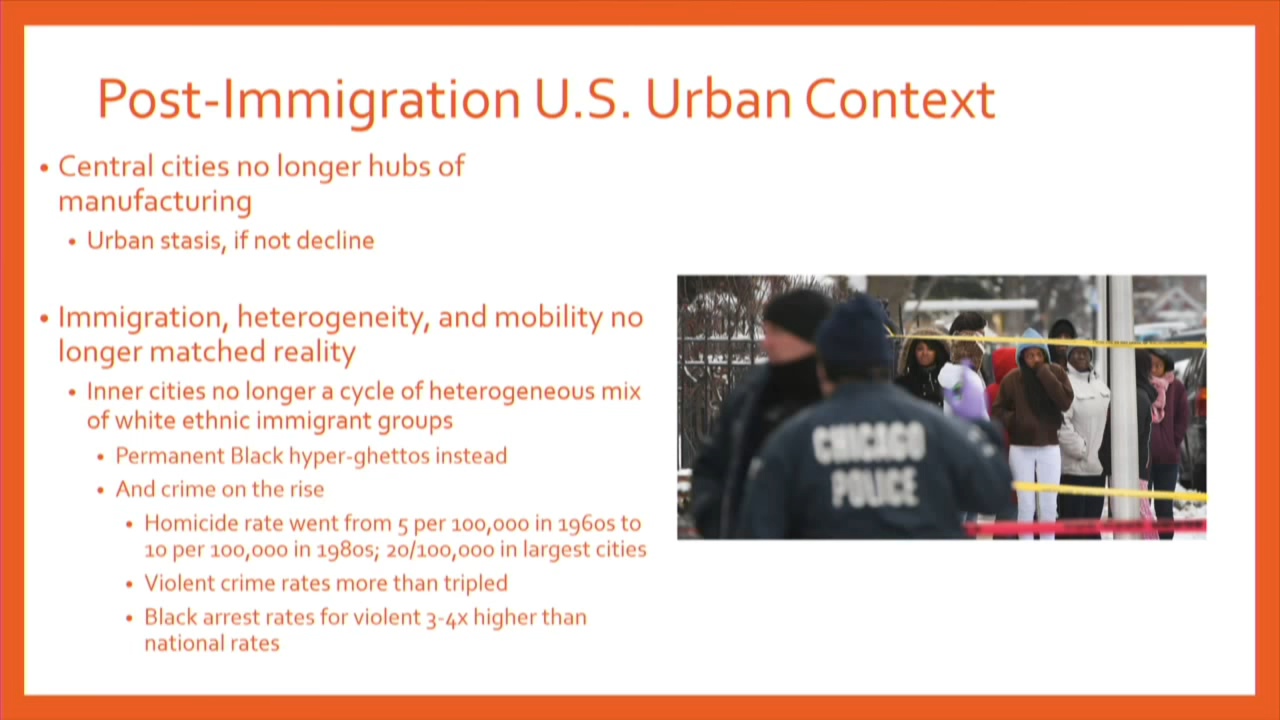 Post-Immigration U.S. Urban Context
• Central cities no longer hubs of
manufacturing
• Urban stasis, if not decline
• Immigration, heterogeneity, and mobility no
longer matched reality
• Inner cities no longer a cycle of heterogeneous mix
of white ethnic immigrant groups
• Permanent Black hyper-ghettos instead
• And crime on the rise
• Homicide rate went from 5 per 100,000 in 1960s to
10 per 100,000 in 1980s; 20/100,000 in largest cities
• Violent crime rates more than tripled
• Black arrest rates for violent 3-4x higher than
national rates
CHICAGO
POLICE